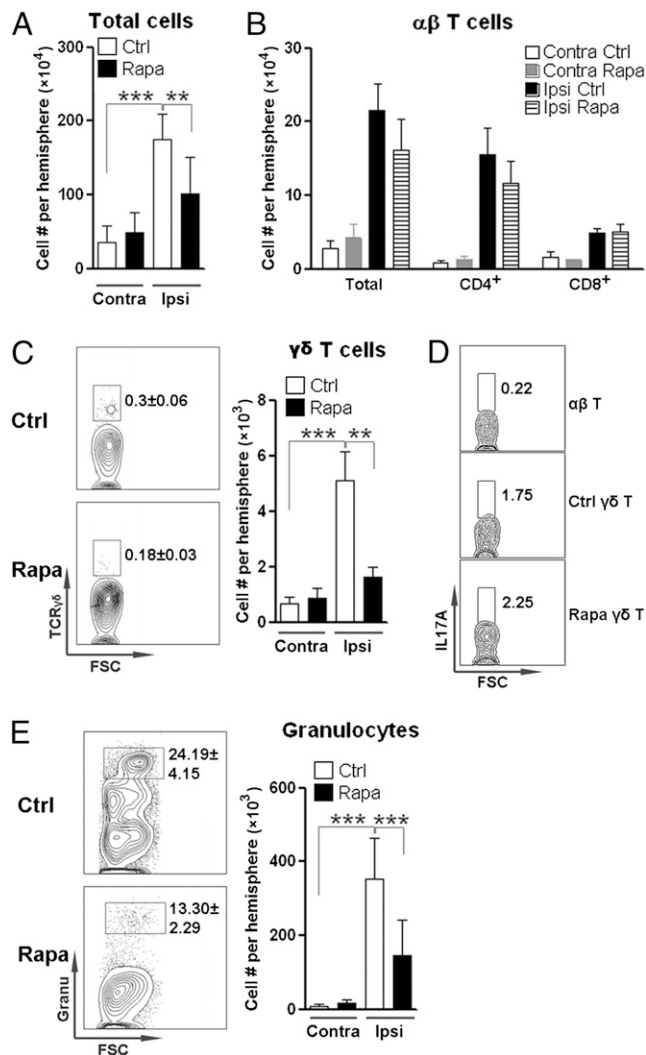 A
Total cells
Ctrl
Rapa
Cell # per hemisphere (×10⁴)
300
200
100
0
*** **
Contra Ipsi
B
αβ T cells
Contra Ctrl
Contra Rapa
Ipsi Ctrl
Ipsi Rapa
Cell # per hemisphere (×10⁴)
20
10
0
Total CD4⁺ CD8⁺
C
Ctrl
0.3±0.06
Rapa
0.18±0.03
TCRγδ
FSC
γδ T cells
Ctrl
Rapa
Cell # per hemisphere (×10³)
8
6
4
2
0
*** **
Contra Ipsi
D
0.22
αβ T
1.75
Ctrl γδ T
2.25
Rapa γδ T
IL17A
FSC
E
Ctrl
24.19±
4.15
Rapa
13.30±
2.29
Granu
FSC
Granulocytes
Ctrl
Rapa
Cell # per hemisphere (×10³)
600
400
200
0
*** ***
Contra Ipsi